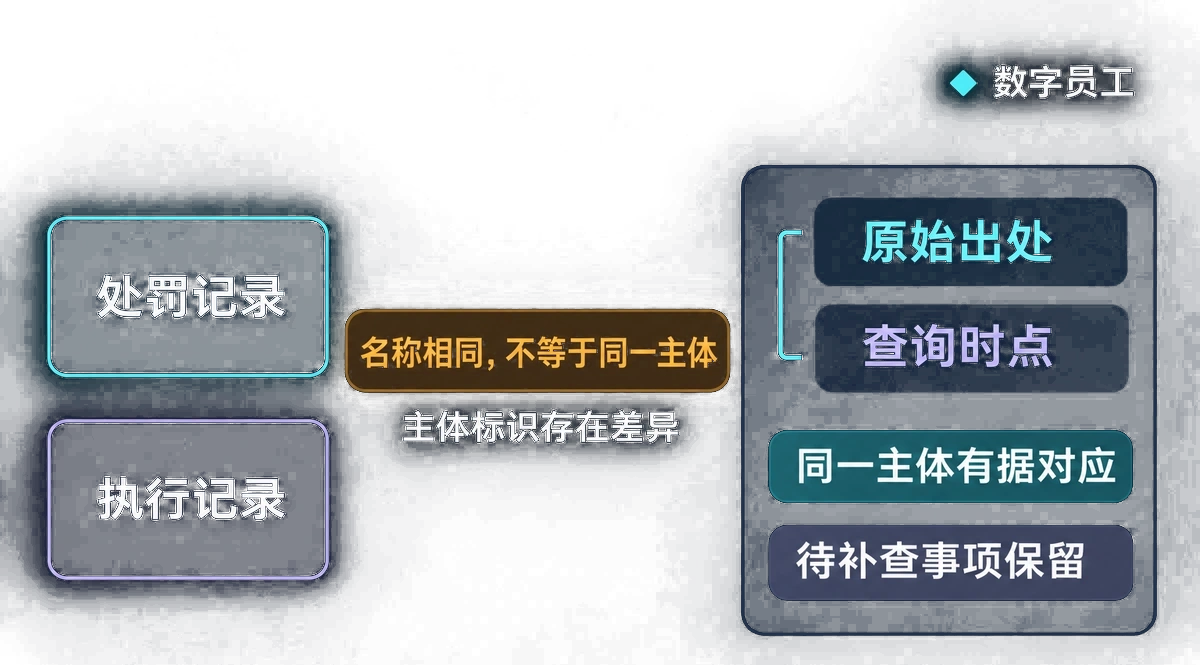 数字员工
处罚记录
执行记录
名称相同,不等于同一主体
主体标识存在差异
原始出处
查询时点
同一主体有据对应
待补查事项保留